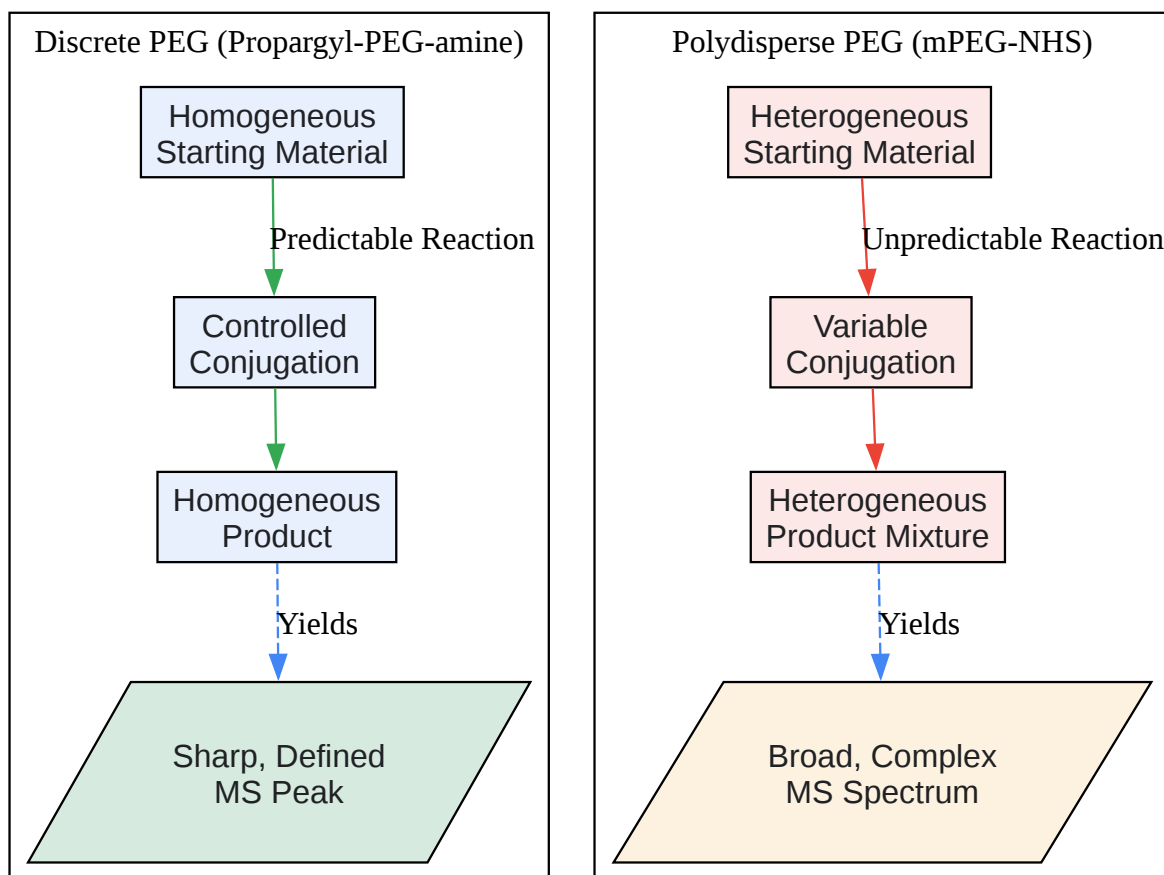 Discrete PEG (Propargyl-PEG-amine)
Homogeneous
Starting Material
Predictable Reaction
Controlled
Conjugation
Homogeneous
Product
Yields
Sharp, Defined
MS Peak
Polydisperse PEG (mPEG-NHS)
Heterogeneous
Starting Material
Unpredictable Reaction
Variable
Conjugation
Heterogeneous
Product Mixture
Yields
Broad, Complex
MS Spectrum